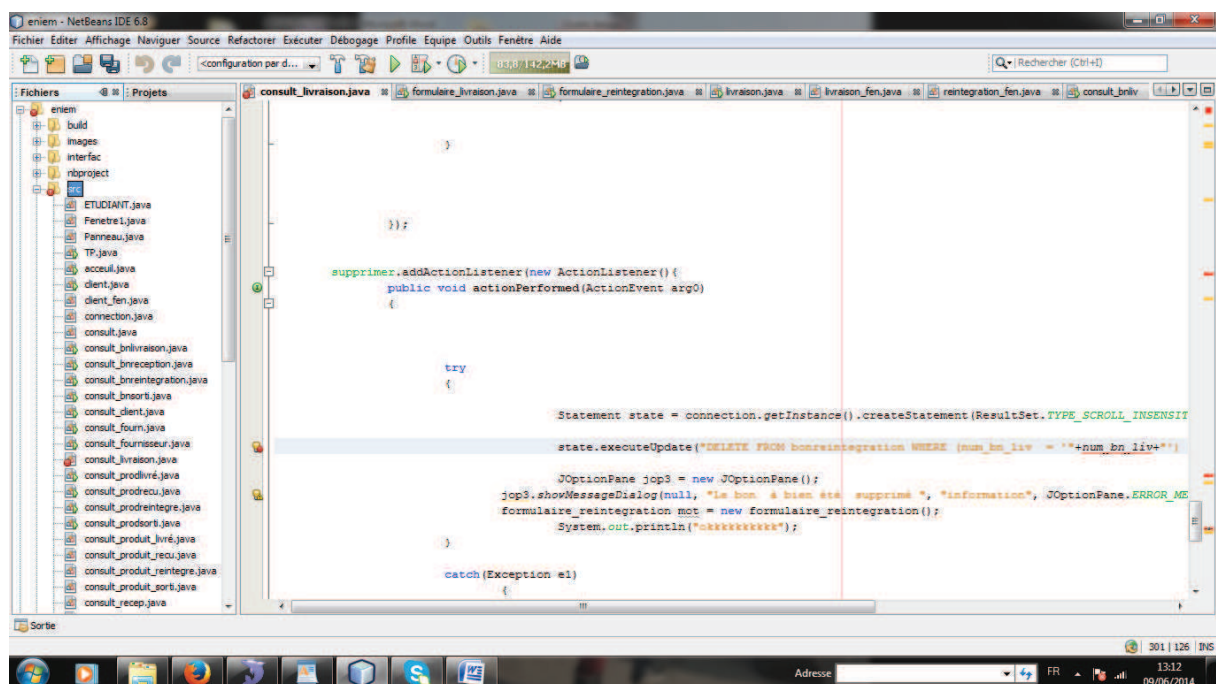 eniem - NetBeans IDE 6.8
Fichier Editer Affichage Naviguer Source Refactorer Exécuter Débogage Profile Equipe Outils Fenêtre Aide
<configuration par d...
Rechercher (Ctrl+I)
Fichiers
Projets
consult_livraison.java
formulaire_livraison.java
formulaire_reintegration.java
livraison.java
livraison_fen.java
reintegration_fen.java
consult_bnliv
eniem
build
images
interfac
nbproject
src
ETUDIANT.java
Fenetre1.java
Panneau.java
TP.java
acceuil.java
client.java
client_fen.java
connection.java
consult.java
consult_bnlivraison.java
consult_bnreception.java
consult_bnreintegration.java
consult_bnsorti.java
consult_client.java
consult_fourn.java
consult_fournisseur.java
consult_livraison.java
consult_prodlivré.java
consult_prodrecu.java
consult_prodreintegre.java
consult_prodsorti.java
consult_produit_livré.java
consult_produit_recu.java
consult_produit_reintegre.java
consult_produit_sorti.java
consult_recep.java
}
});
supprimer.addActionListener(new ActionListener(){
public void actionPerformed(ActionEvent arg0)
{
try
{
Statement state = connection.getInstance().createStatement(ResultSet.TYPE_SCROLL_INSENSIT
state.executeUpdate("DELETE FROM bonreintegration WHERE (num_bn_liv = '"+num_bn_liv+"')
JOptionPane jop3 = new JOptionPane();
jop3.showMessageDialog(null, "Le bon à bien été supprimé ", "information", JOptionPane.ERROR_ME
formulaire_reintegration mot = new formulaire_reintegration();
System.out.println("okkkkkkkkkk");
}
catch(Exception e1)
{
Sortie
301 | 126 INS
Adresse
FR
13:12
09/06/2014